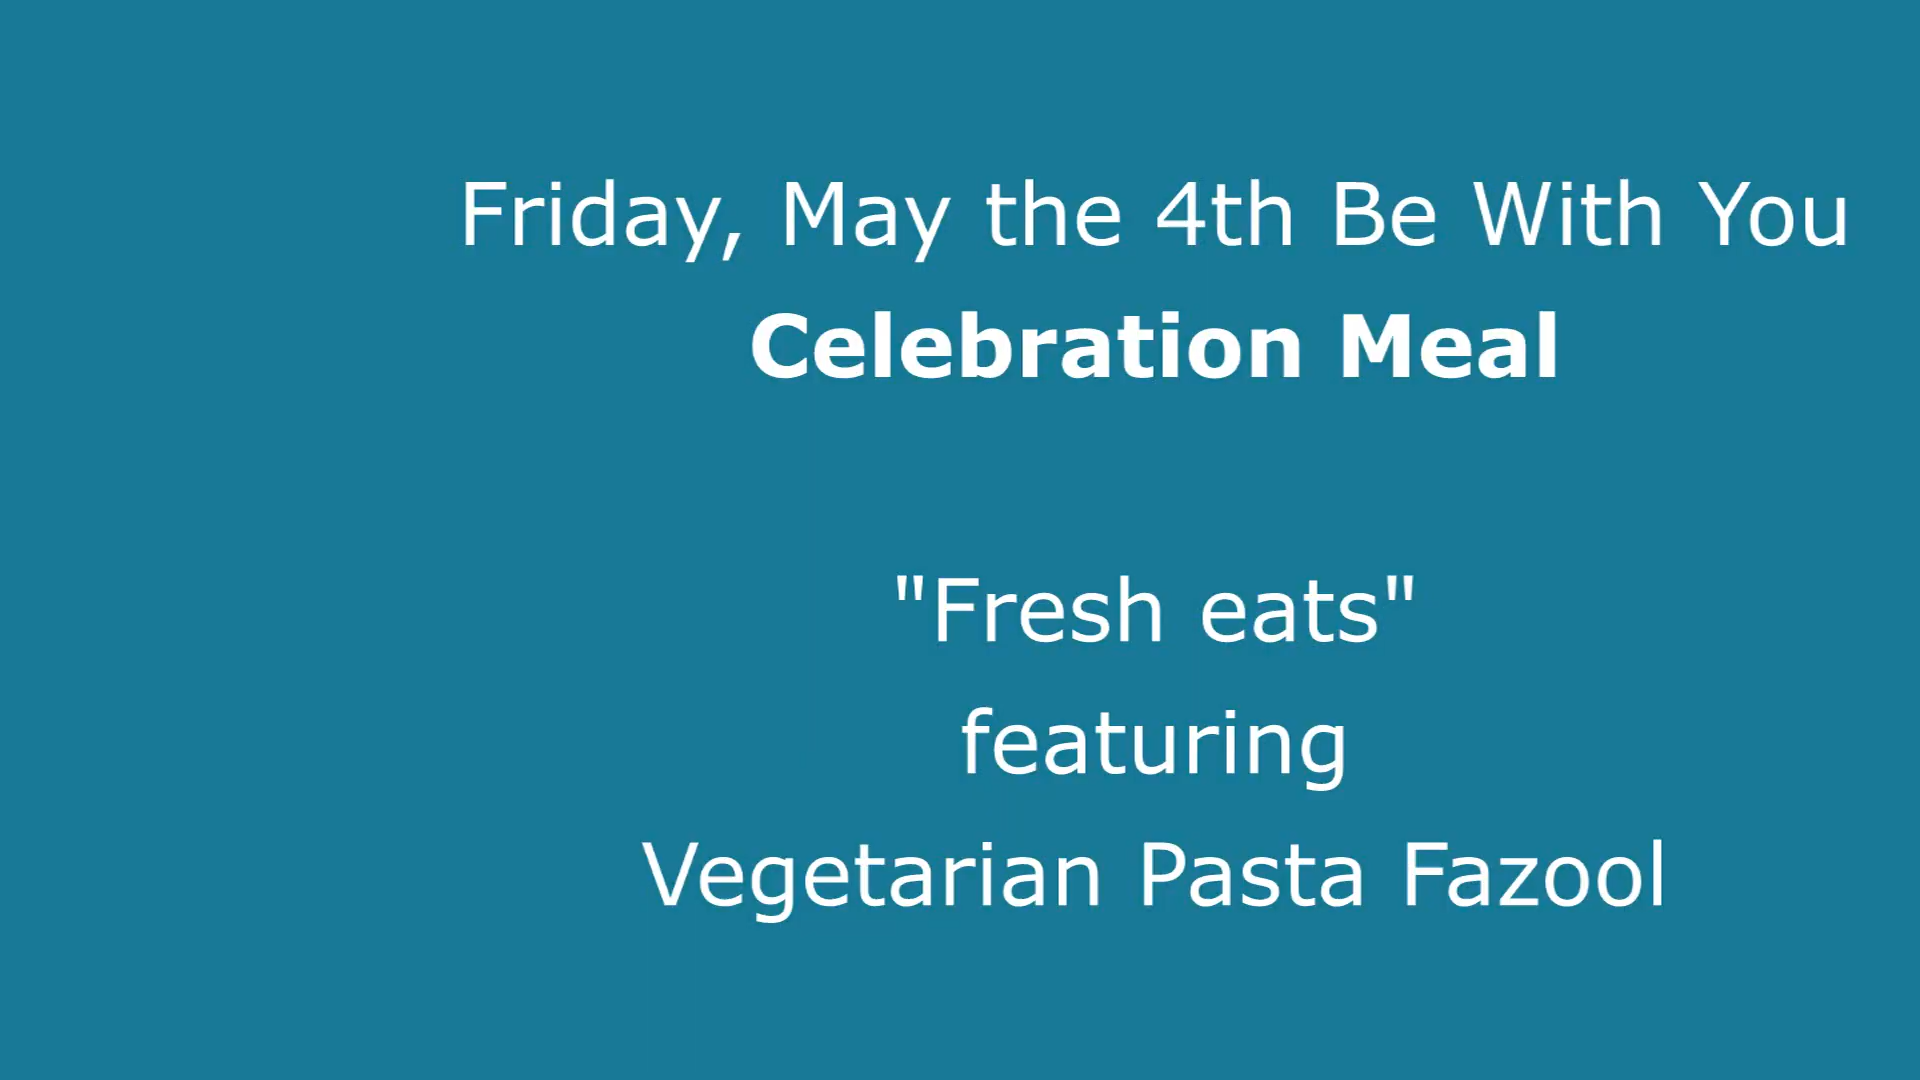 Friday, May the 4th Be With You
Celebration Meal
"Fresh eats"
featuring
Vegetarian Pasta Fazool